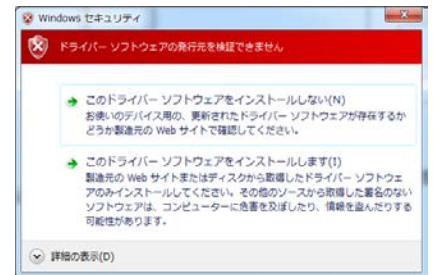 Windows セキュリティ
ドライバー ソフトウェアの発行元を検証できません
このドライバー ソフトウェアをインストールしない(N)
お使いのデバイス用の、更新されたドライバー ソフトウェアが存在するか
どうか製造元の Web サイトで確認してください。
このドライバー ソフトウェアをインストールします(I)
製造元の Web サイトまたはディスクから取得したドライバー ソフトウェ
アのみインストールしてください。その他のソースから取得した署名のない
ソフトウェアは、コンピューターに危害を及ぼしたり、情報を盗んだりする
可能性があります。
詳細の表示(D)